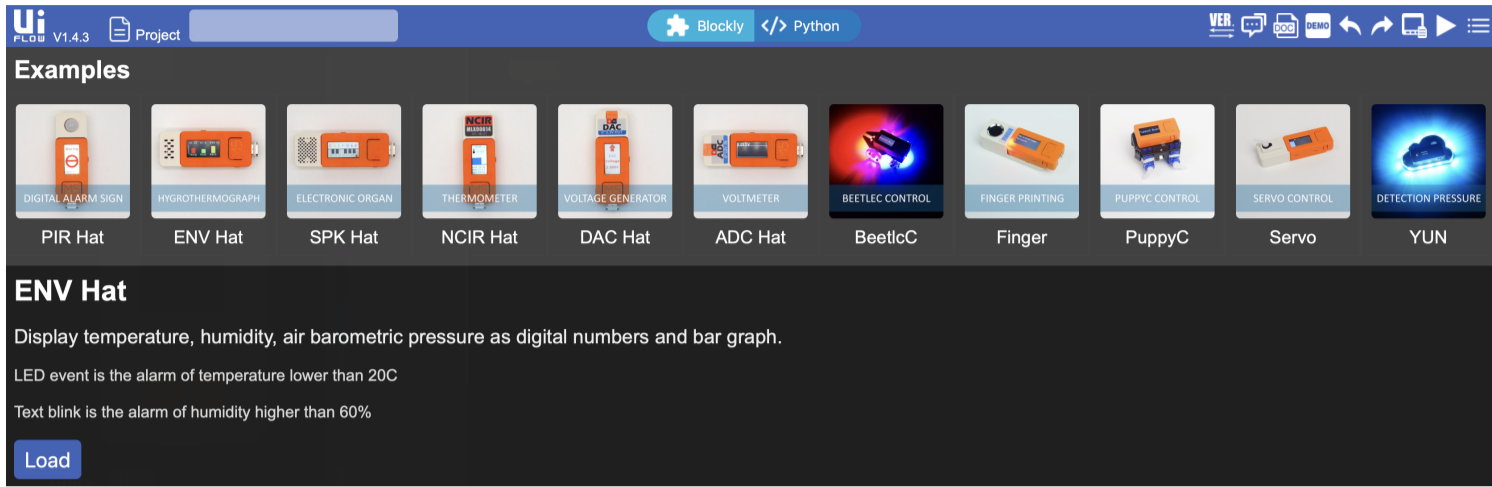 Ui
FLOW V1.4.3 Project Blockly </> Python VER. DOC DEMO
Examples
NCIR
MLX90614
DAC
ADC
DIGITAL ALARM SIGN HYGROTHERMOGRAPH ELECTRONIC ORGAN THERMOMETER VOLTAGE GENERATOR VOLTMETER BEETLEC CONTROL FINGER PRINTING PUPPYC CONTROL SERVO CONTROL DETECTION PRESSURE
PIR Hat ENV Hat SPK Hat NCIR Hat DAC Hat ADC Hat BeetlcC Finger PuppyC Servo YUN
ENV Hat
Display temperature, humidity, air barometric pressure as digital numbers and bar graph.
LED event is the alarm of temperature lower than 20C
Text blink is the alarm of humidity higher than 60%
Load